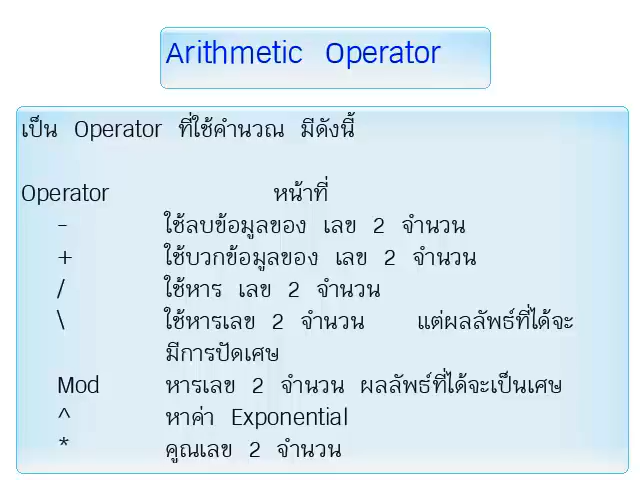 Arithmetic Operator
เป็น Operator ที่ใช้คำนวณ มีดังนี้
Operator หน้าที่
- ใช้ลบข้อมูลของ เลข 2 จำนวน
+ ใช้บวกข้อมูลของ เลข 2 จำนวน
/ ใช้หาร เลข 2 จำนวน
\ ใช้หารเลข 2 จำนวน แต่ผลลัพธ์ที่ได้จะ
มีการปัดเศษ
Mod หารเลข 2 จำนวน ผลลัพธ์ที่ได้จะเป็นเศษ
^ หาค่า Exponential
* คูณเลข 2 จำนวน